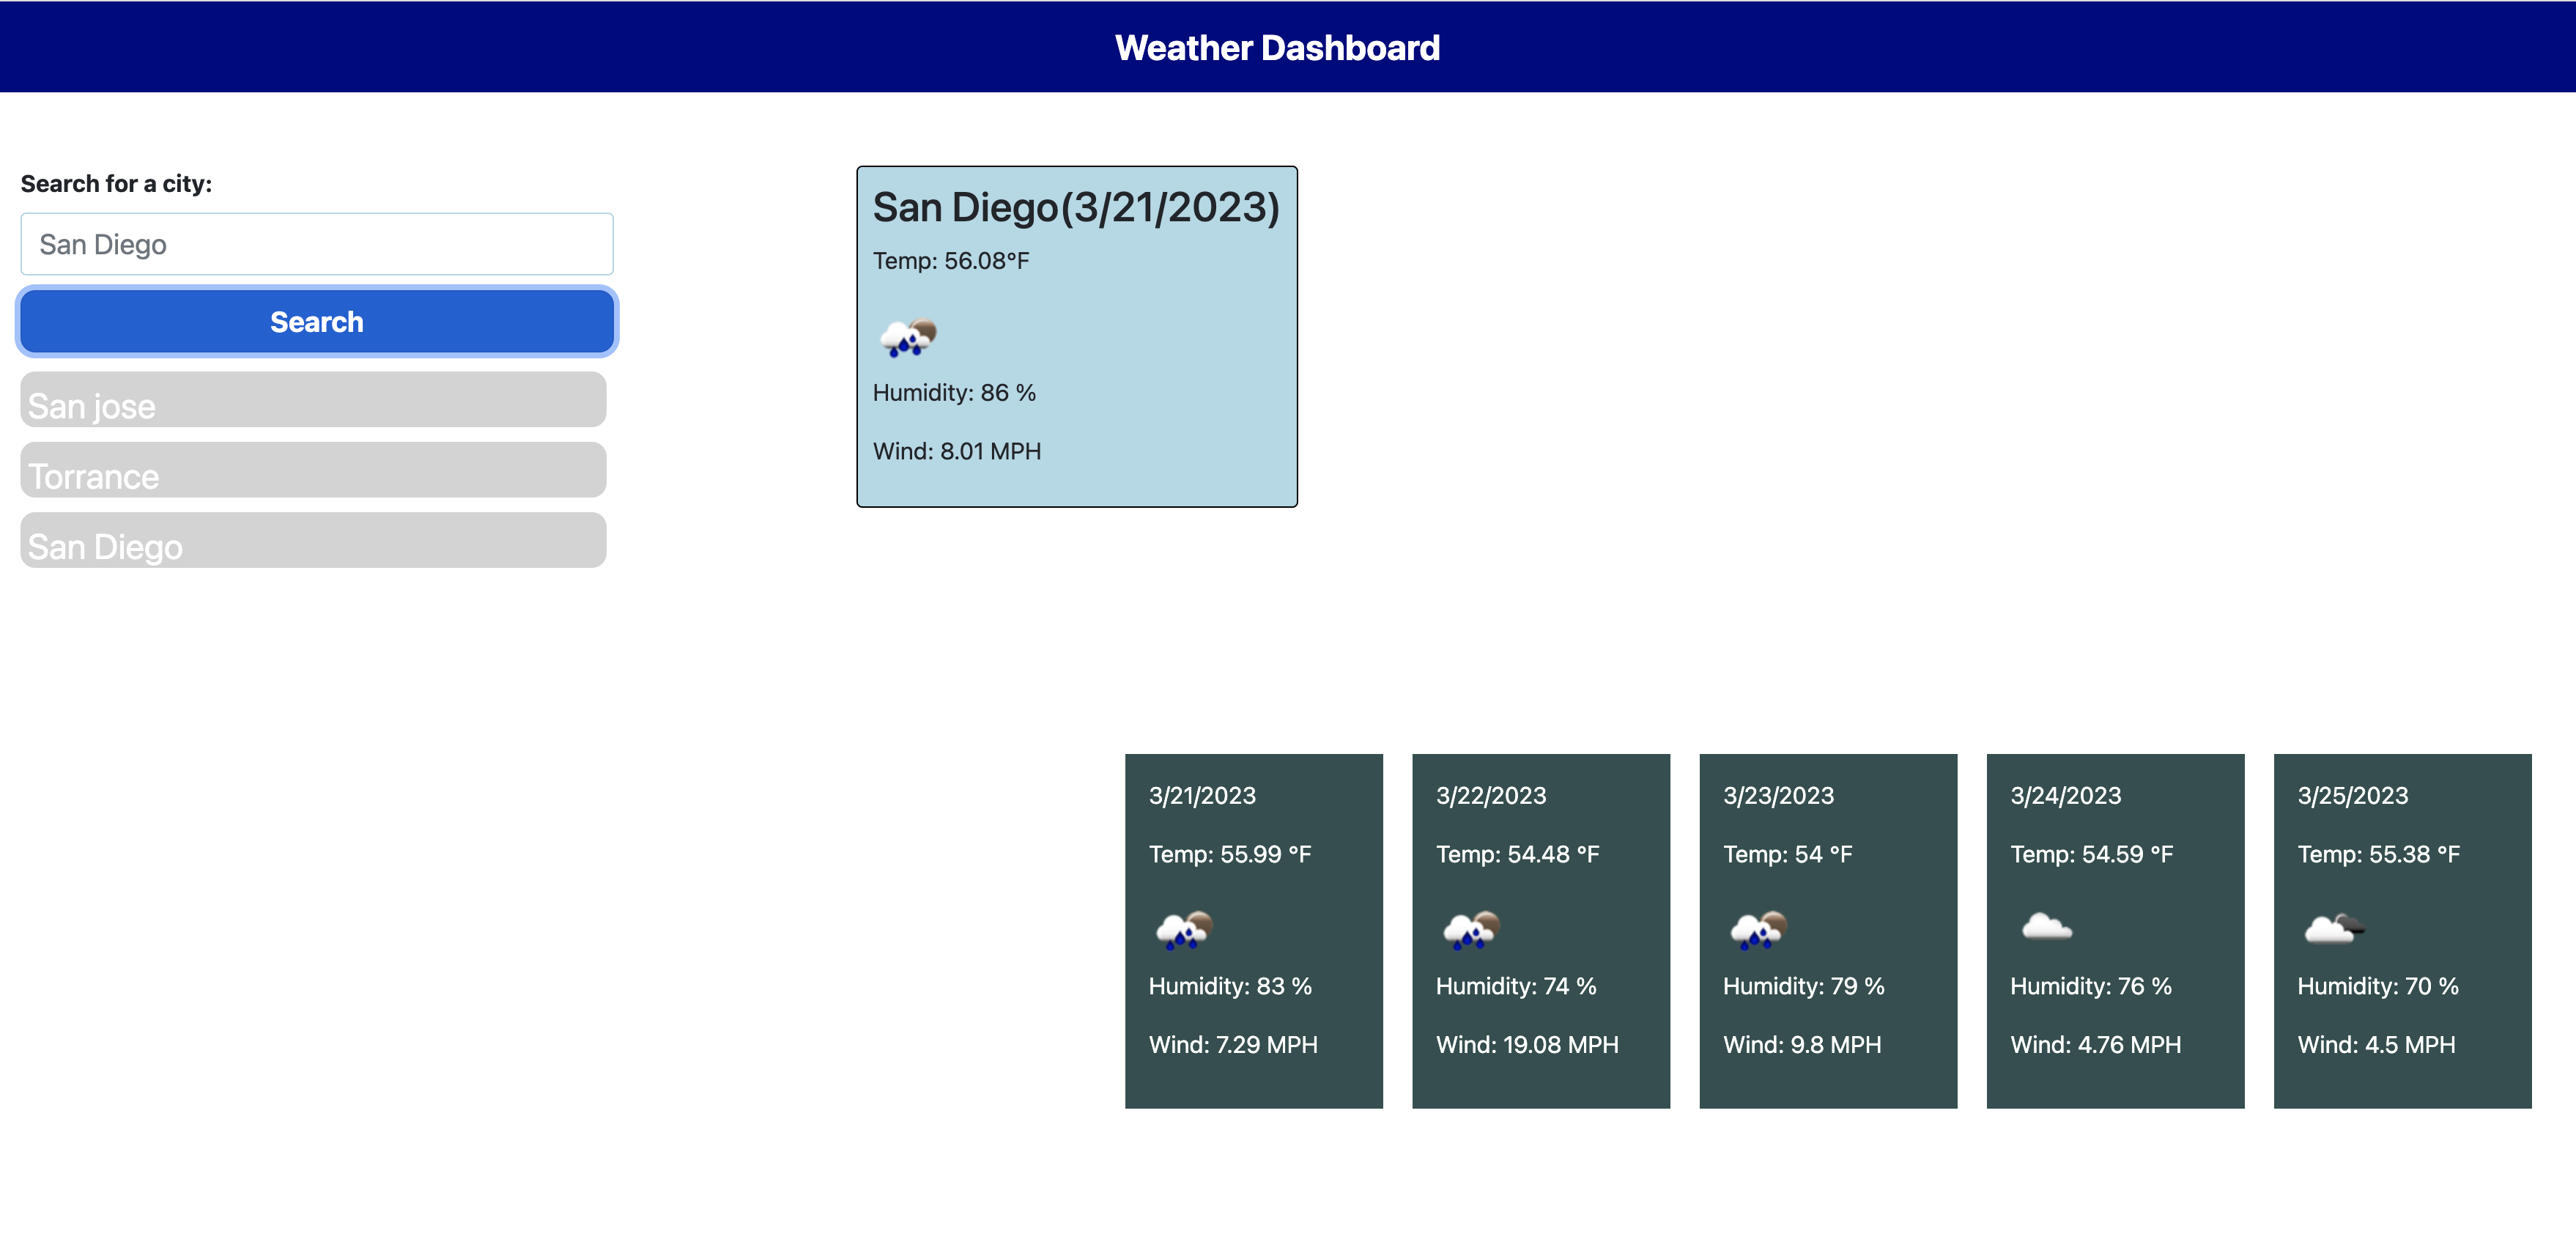 Weather Dashboard
Search for a city:
San Diego
Search
San jose
Torrance
San Diego
San Diego(3/21/2023)
Temp: 56.08°F
Humidity: 86 %
Wind: 8.01 MPH
3/21/2023
Temp: 55.99 °F
Humidity: 83 %
Wind: 7.29 MPH
3/22/2023
Temp: 54.48 °F
Humidity: 74 %
Wind: 19.08 MPH
3/23/2023
Temp: 54 °F
Humidity: 79 %
Wind: 9.8 MPH
3/24/2023
Temp: 54.59 °F
Humidity: 76 %
Wind: 4.76 MPH
3/25/2023
Temp: 55.38 °F
Humidity: 70 %
Wind: 4.5 MPH